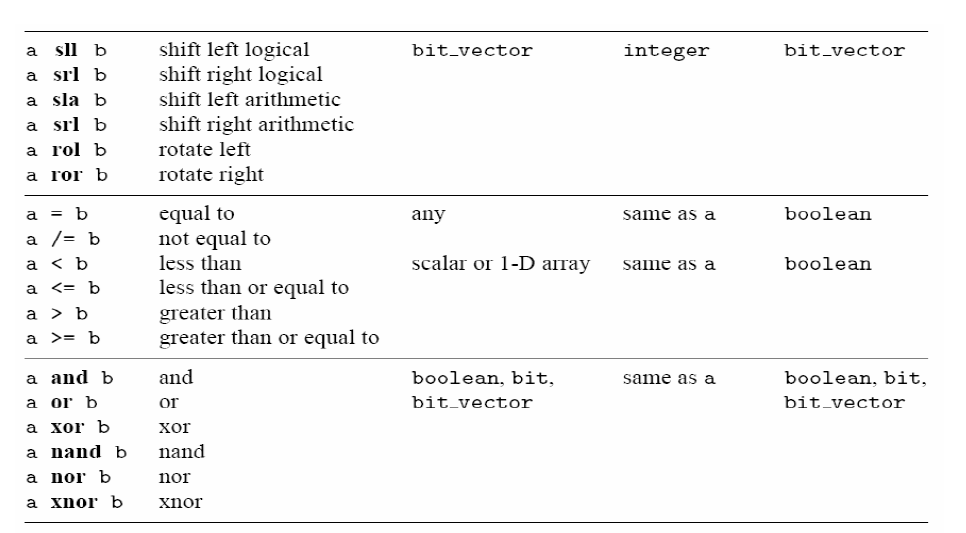 a sll b shift left logical bit_vector integer bit_vector
a srl b shift right logical
a sla b shift left arithmetic
a srl b shift right arithmetic
a rol b rotate left
a ror b rotate right
a = b equal to any same as a boolean
a /= b not equal to
a < b less than scalar or 1-D array same as a boolean
a <= b less than or equal to
a > b greater than
a >= b greater than or equal to
a and b and boolean, bit, same as a boolean, bit,
a or b or bit_vector bit_vector
a xor b xor
a nand b nand
a nor b nor
a xnor b xnor